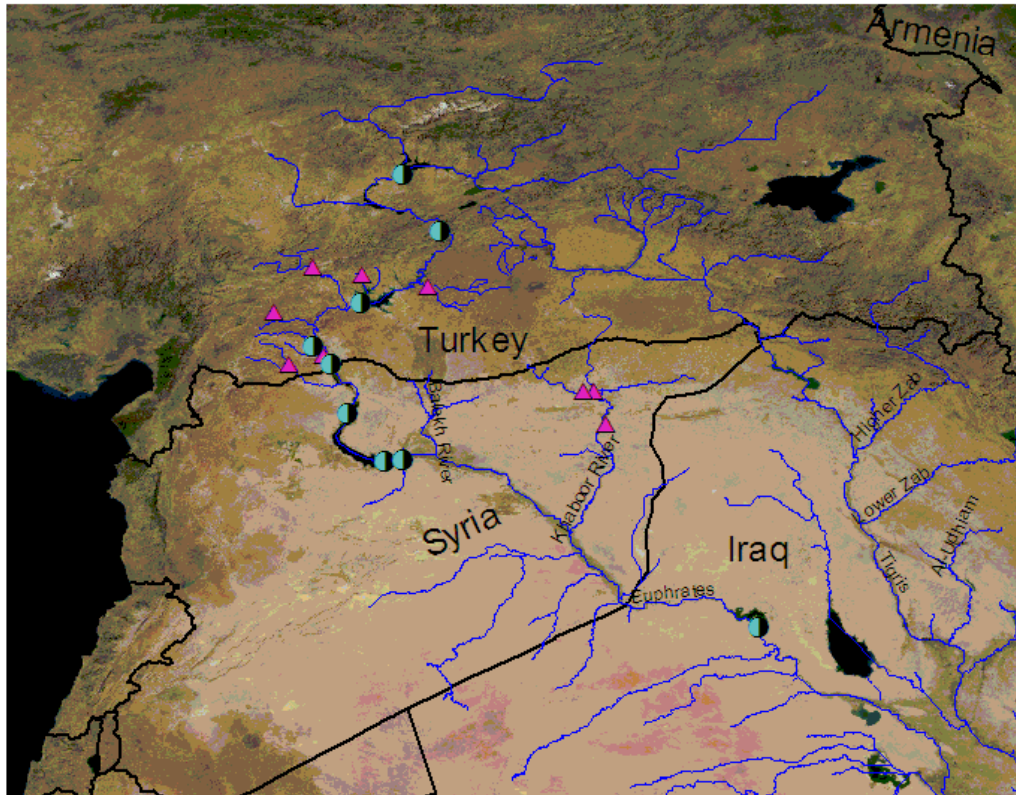 Armenia
Turkey
Higher Zab
Balikh River
Khaboor River
Lower Zab
Syria
Iraq
Al-Udhiam
Tigris
Euphrates